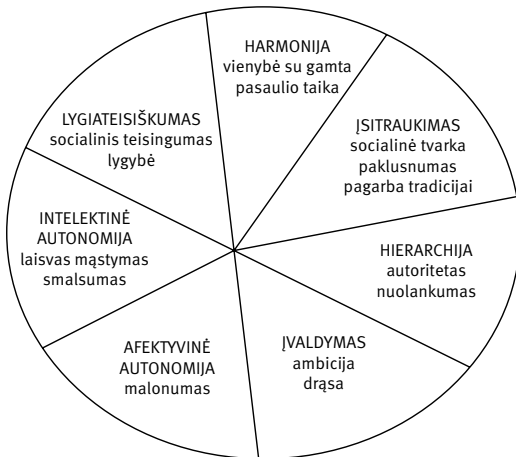 HARMONIJA
vienybė su gamta
pasaulio taika
ĮSITRAUKIMAS
socialinė tvarka
paklusnumas
pagarba tradicijai
HIERARCHIJA
autoritetas
nuolankumas
ĮVALDYMAS
ambicija
drąsa
AFEKTYVINĖ
AUTONOMIJA
malonumas
INTELEKTINĖ
AUTONOMIJA
laisvas mąstymas
smalsumas
LYGIATEISIŠKUMAS
socialinis teisingumas
lygybė